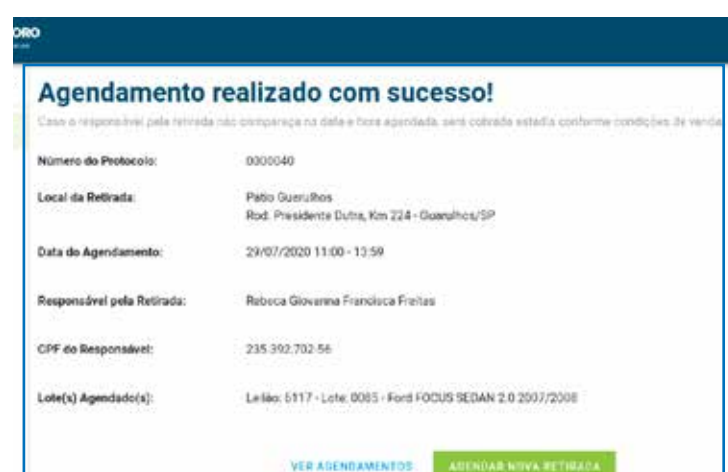 ORO
Agendamento realizado com sucesso!
Caso o responsável pela retirada não compareça na data e hora agendada, será cobrada estadia conforme condições de venda
Número do Protocolo: 0000040
Local da Retirada: Pátio Guarulhos
Rod. Presidente Dutra, Km 224 - Guarulhos/SP
Data do Agendamento: 29/07/2020 11:00 - 13:59
Responsável pela Retirada: Rebeca Giovanna Francisca Freitas
CPF do Responsável: 235.392.702-56
Lote(s) Agendado(s): Leilão: 5117 - Lote: 0085 - Ford FOCUS SEDAN 2.0 2007/2008
VER AGENDAMENTOS AGENDAR NOVA RETIRADA